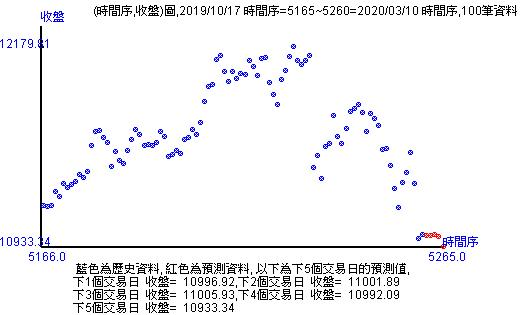 (時間序,收盤)圖,2019/10/17 時間序=5165~5260=2020/03/10 時間序,100筆資料
收盤
12179.81
10933.34
時間序
5166.0
5265.0
藍色為歷史資料,紅色為預測資料,以下為下5個交易日的預測值,
下1個交易日 收盤= 10996.92,下2個交易日 收盤= 11001.89
下3個交易日 收盤= 11005.93,下4個交易日 收盤= 10992.09
下5個交易日 收盤= 10933.34